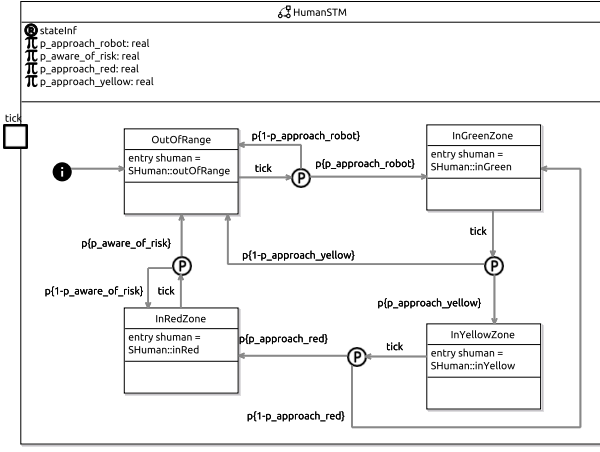 HumanSTM
stateInf
p_approach_robot: real
p_aware_of_risk: real
p_approach_red: real
p_approach_yellow: real
tick
OutOfRange
entry shuman =
SHuman::outOfRange
p{1-p_approach_robot}
tick
P
p{p_approach_robot}
InGreenZone
entry shuman =
SHuman::inGreen
i
tick
p{p_aware_of_risk}
p{1-p_approach_yellow}
P
P
p{1-p_aware_of_risk}
tick
p{p_approach_yellow}
InRedZone
entry shuman =
SHuman::inRed
p{p_approach_red}
P
tick
InYellowZone
entry shuman =
SHuman::inYellow
p{1-p_approach_red}